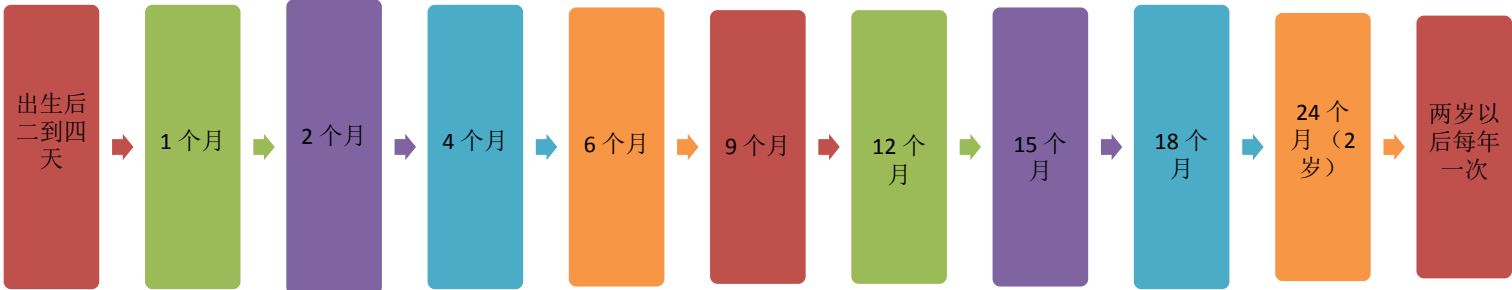 出生后
二到四
天
1 个月
2 个月
4 个月
6 个月
9 个月
12 个
月
15 个
月
18 个
月
24 个
月 （2
岁）
两岁以
后每年
一次